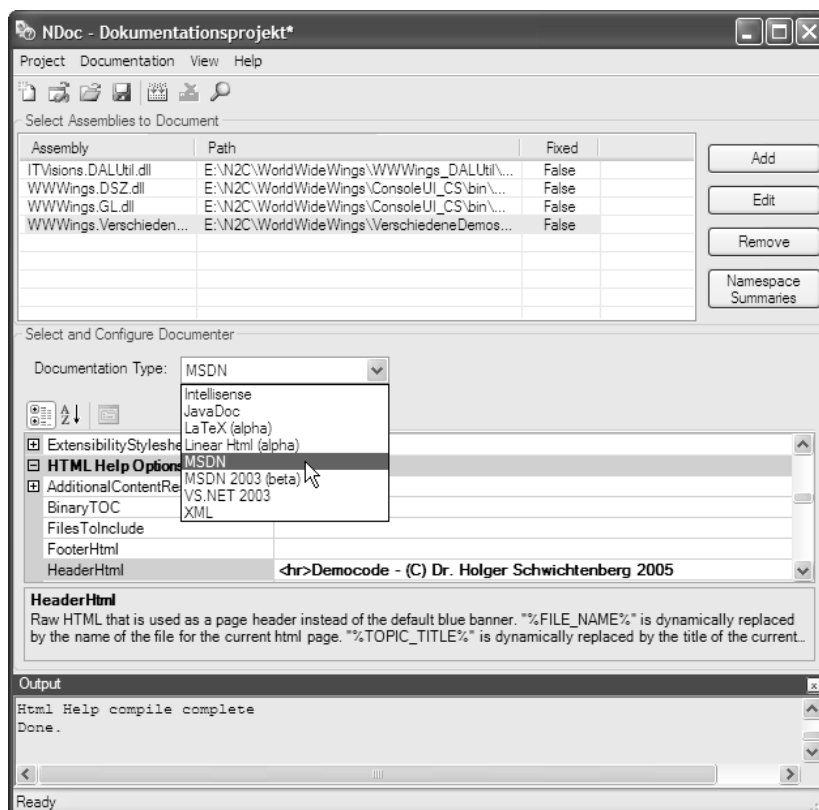 NDoc - Dokumentationsprojekt*
Project Documentation View Help
Select Assemblies to Document
Assembly Path Fixed
ITVisions.DALUtil.dll E:\N2C\WorldWideWings\WWWings_DALUtil\... False
WWWings.DSZ.dll E:\N2C\WorldWideWings\ConsoleUI_CS\bin\... False
WWWings.GL.dll E:\N2C\WorldWideWings\ConsoleUI_CS\bin\... False
WWWings.Verschieden... E:\N2C\WorldWideWings\VerschiedeneDemos... False
Add
Edit
Remove
Namespace
Summaries
Select and Configure Documenter
Documentation Type: MSDN
Intellisense
JavaDoc
LaTeX (alpha)
Linear Html (alpha)
MSDN
MSDN 2003 (beta)
VS.NET 2003
XML
ExtensibilityStyleshe
HTML Help Options
AdditionalContentRe
BinaryTOC
FilesToInclude
FooterHtml
HeaderHtml <hr>Democode - (C) Dr. Holger Schwichtenberg 2005
HeaderHtml
Raw HTML that is used as a page header instead of the default blue banner. "%FILE_NAME%" is dynamically replaced
by the name of the file for the current html page. "%TOPIC_TITLE%" is dynamically replaced by the title of the current...
Output
Html Help compile complete
Done.
Ready